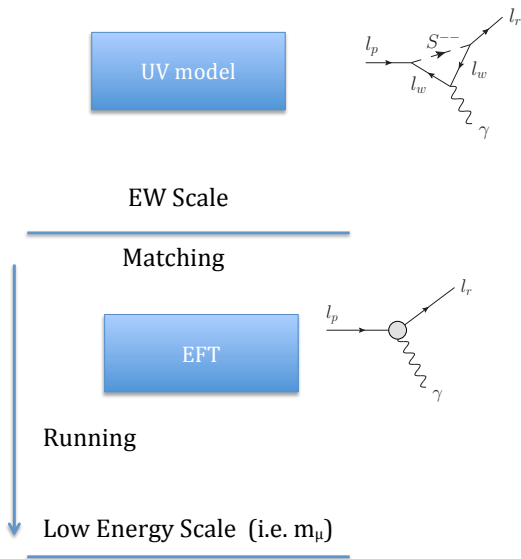 UV model
l_p
S^{--}
l_r
l_w
l_w
γ
EW Scale
Matching
EFT
l_p
l_r
γ
Running
Low Energy Scale (i.e. m_μ)